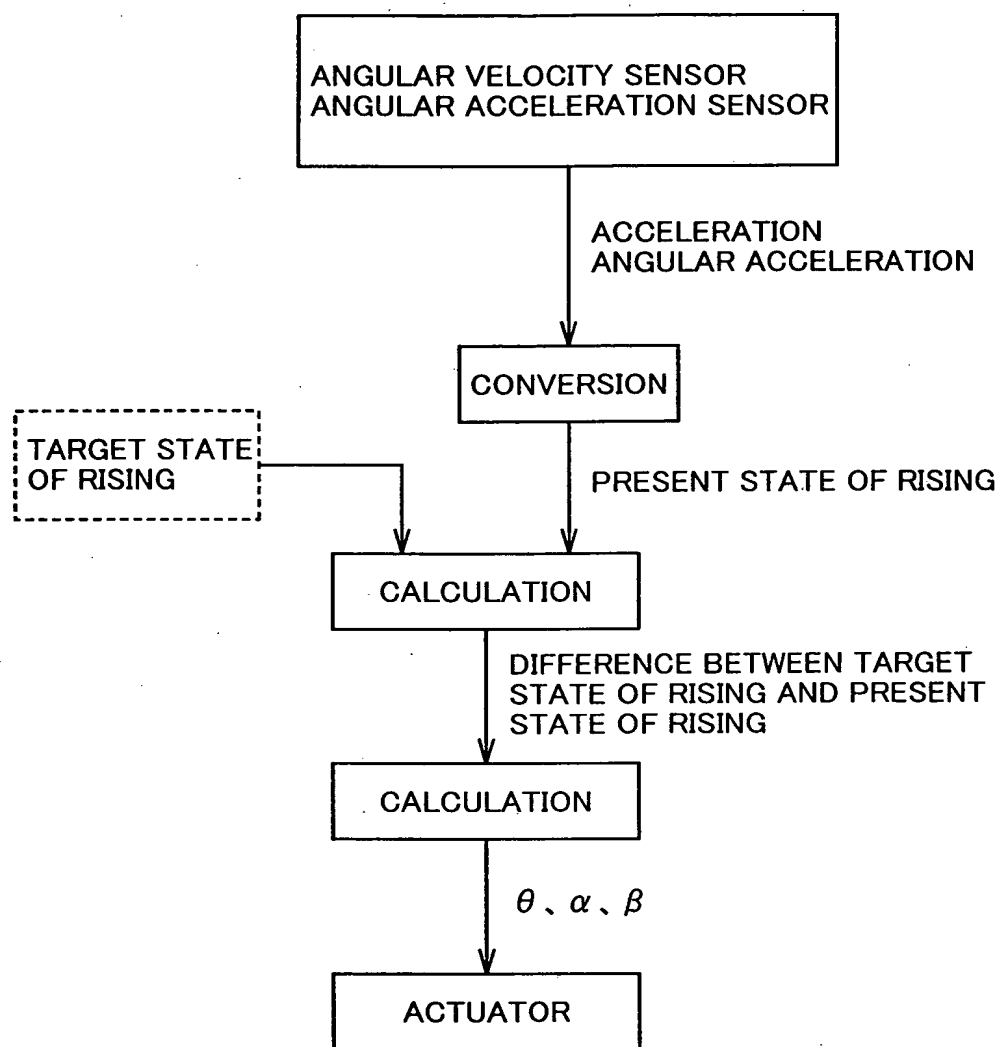 ANGULAR VELOCITY SENSOR
ANGULAR ACCELERATION SENSOR
ACCELERATION
ANGULAR ACCELERATION
CONVERSION
TARGET STATE
OF RISING
PRESENT STATE OF RISING
CALCULATION
DIFFERENCE BETWEEN TARGET
STATE OF RISING AND PRESENT
STATE OF RISING
CALCULATION
θ、α、β
ACTUATOR